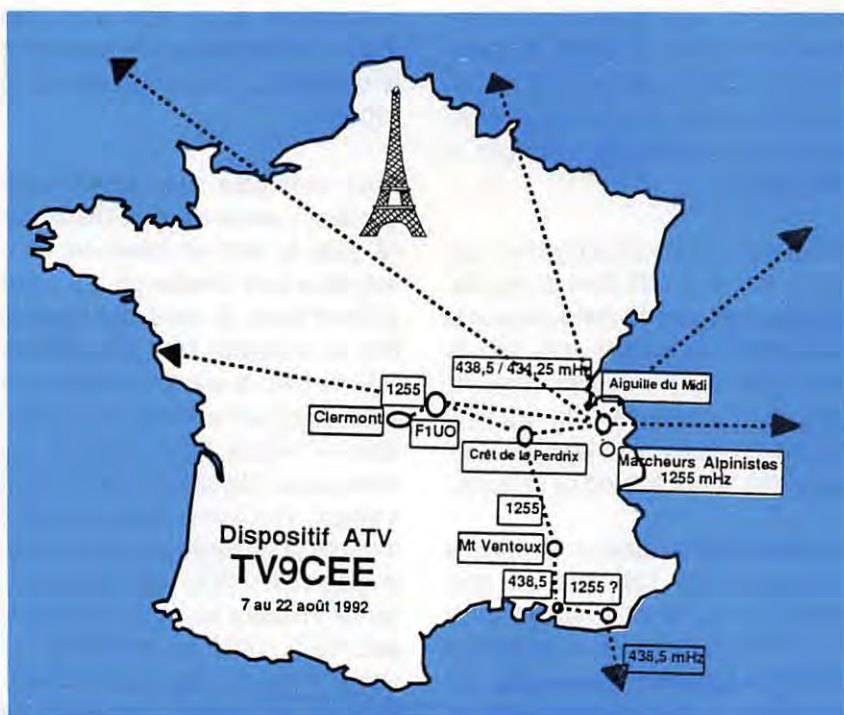 438,5 / 434,25 mHz
Aiguille du Midi
1255
Clermont
F1UO
Crêt de la Perdrix
Marcheurs Alpinistes
1255 mHz
1255
Mt Ventoux
Dispositif ATV
TV9CEE
7 au 22 août 1992
438,5
1255 ?
438,5 mHz